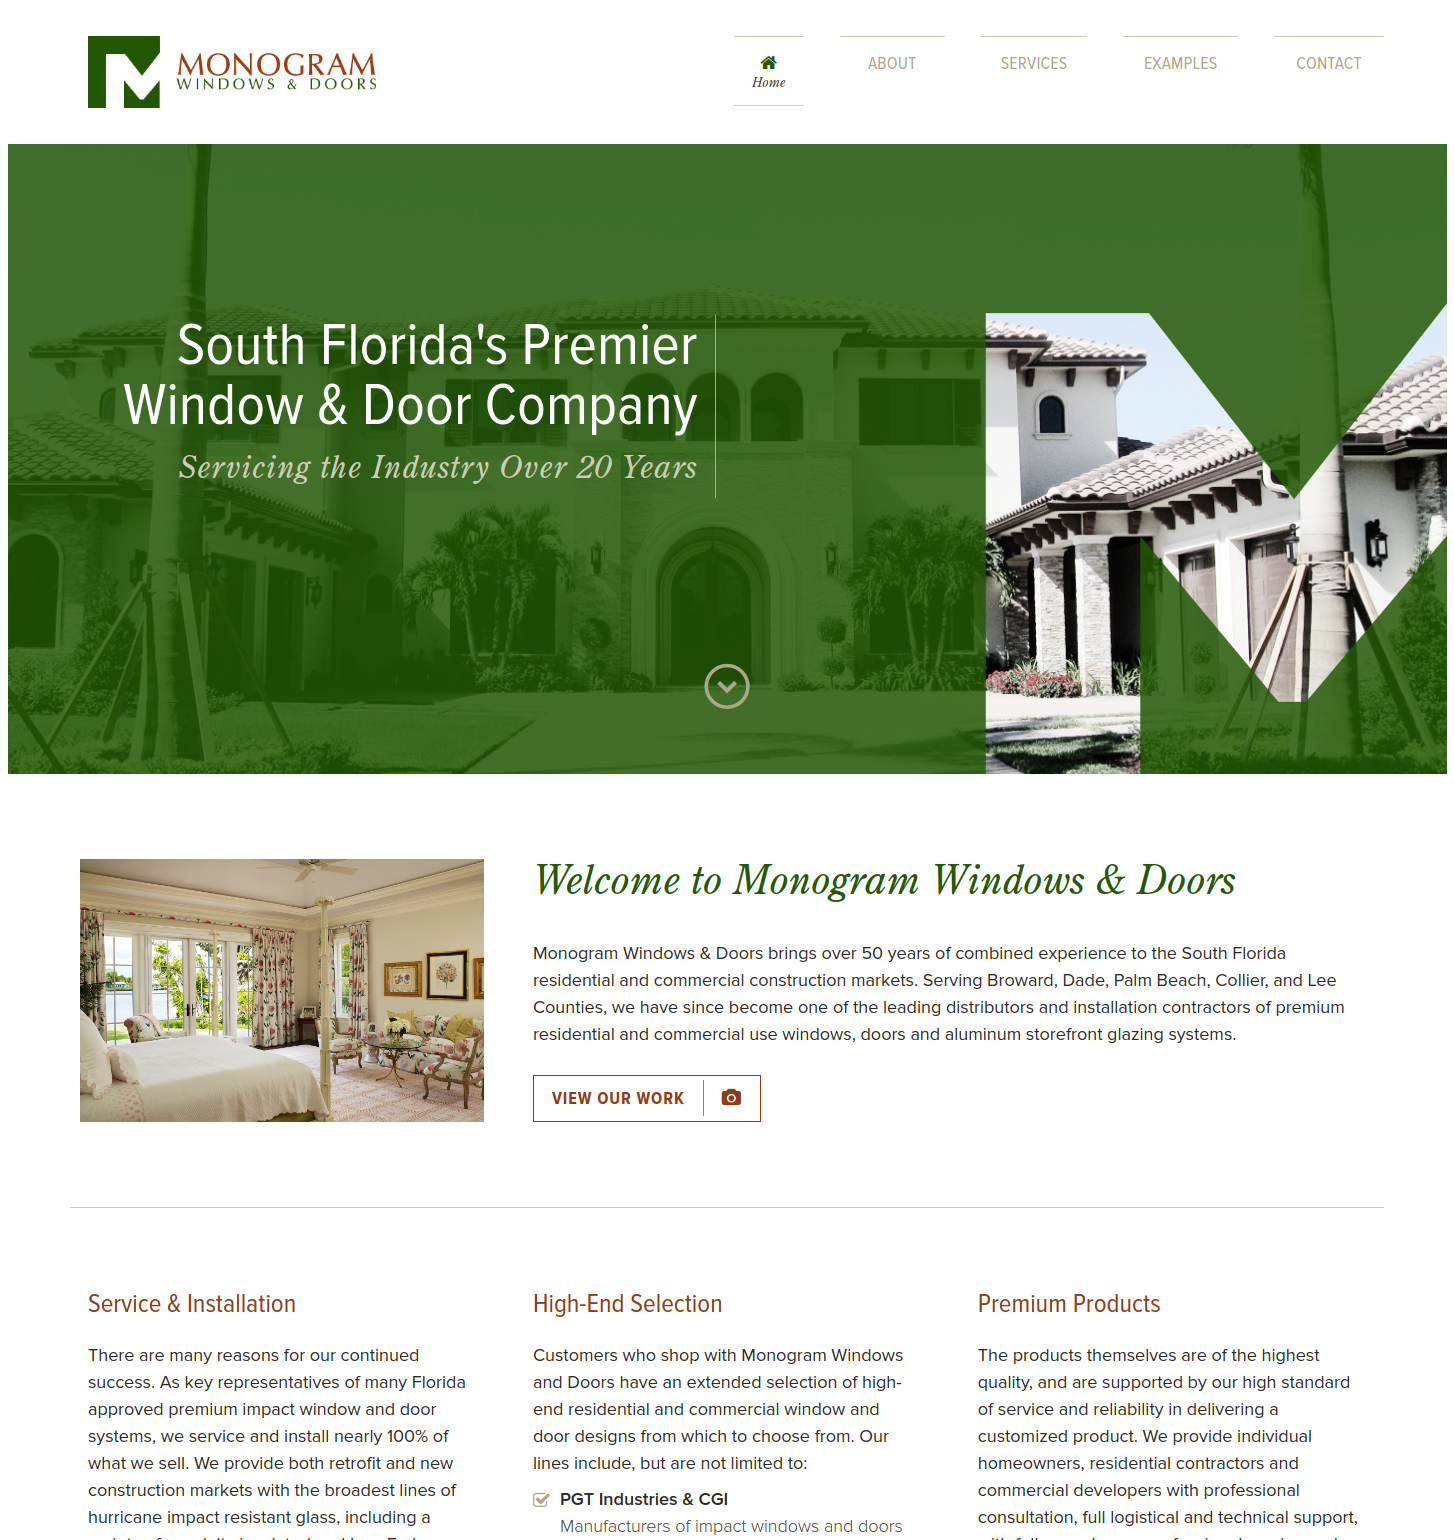 MONOGRAM
WINDOWS & DOORS
Home
ABOUT
SERVICES
EXAMPLES
CONTACT
South Florida's Premier
Window & Door Company
Servicing the Industry Over 20 Years
Welcome to Monogram Windows & Doors
Monogram Windows & Doors brings over 50 years of combined experience to the South Florida
residential and commercial construction markets. Serving Broward, Dade, Palm Beach, Collier, and Lee
Counties, we have since become one of the leading distributors and installation contractors of premium
residential and commercial use windows, doors and aluminum storefront glazing systems.
VIEW OUR WORK
Service & Installation
There are many reasons for our continued
success. As key representatives of many Florida
approved premium impact window and door
systems, we service and install nearly 100% of
what we sell. We provide both retrofit and new
construction markets with the broadest lines of
hurricane impact resistant glass, including a
High-End Selection
Customers who shop with Monogram Windows
and Doors have an extended selection of high-
end residential and commercial window and
door designs from which to choose from. Our
lines include, but are not limited to:
PGT Industries & CGI
Manufacturers of impact windows and doors
Premium Products
The products themselves are of the highest
quality, and are supported by our high standard
of service and reliability in delivering a
customized product. We provide individual
homeowners, residential contractors and
commercial developers with professional
consultation, full logistical and technical support,